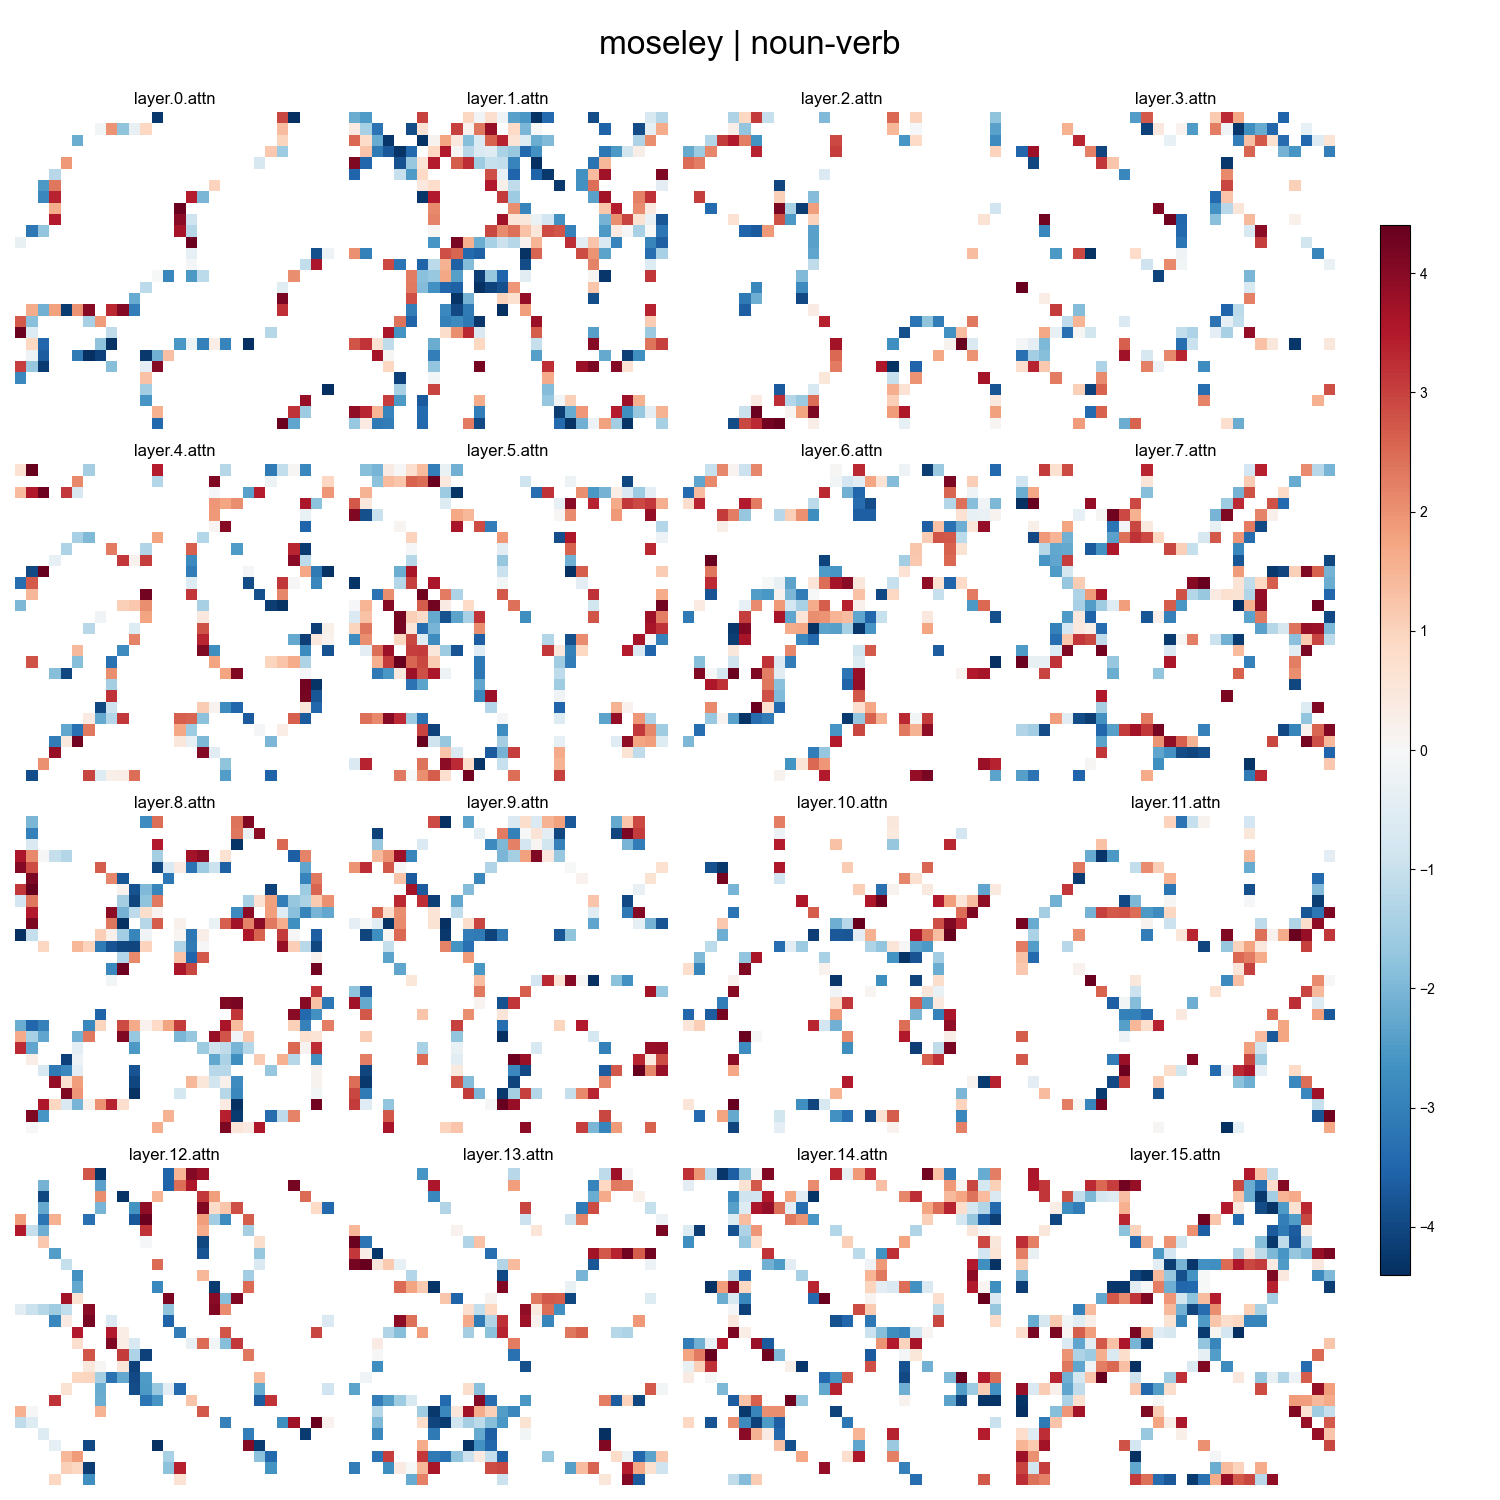 moseley | noun-verb
layer.0.attn
layer.1.attn
layer.2.attn
layer.3.attn
layer.4.attn
layer.5.attn
layer.6.attn
layer.7.attn
layer.8.attn
layer.9.attn
layer.10.attn
layer.11.attn
layer.12.attn
layer.13.attn
layer.14.attn
layer.15.attn
4
3
2
1
0
−1
−2
−3
−4